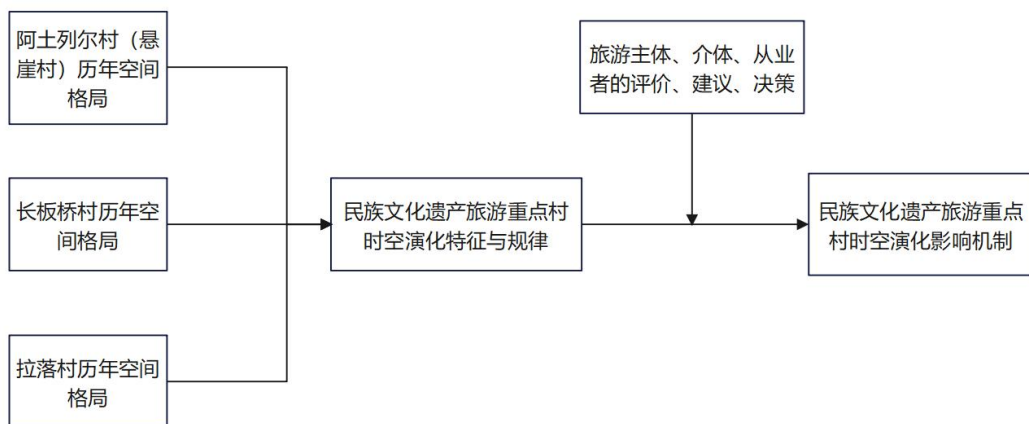 阿土列尔村（悬
崖村）历年空间
格局
旅游主体、介体、从业
者的评价、建议、决策
长板桥村历年空
间格局
民族文化遗产旅游重点村
时空演化特征与规律
民族文化遗产旅游重点
村时空演化影响机制
拉落村历年空间
格局